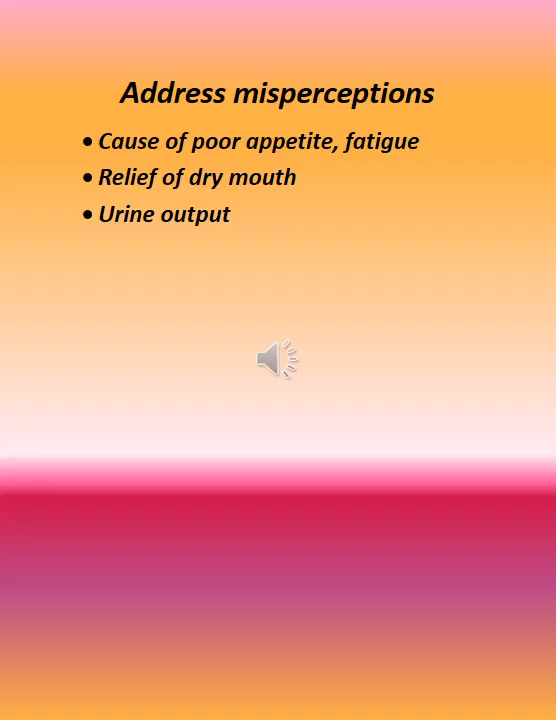 Address misperceptions
• Cause of poor appetite, fatigue
• Relief of dry mouth
• Urine output